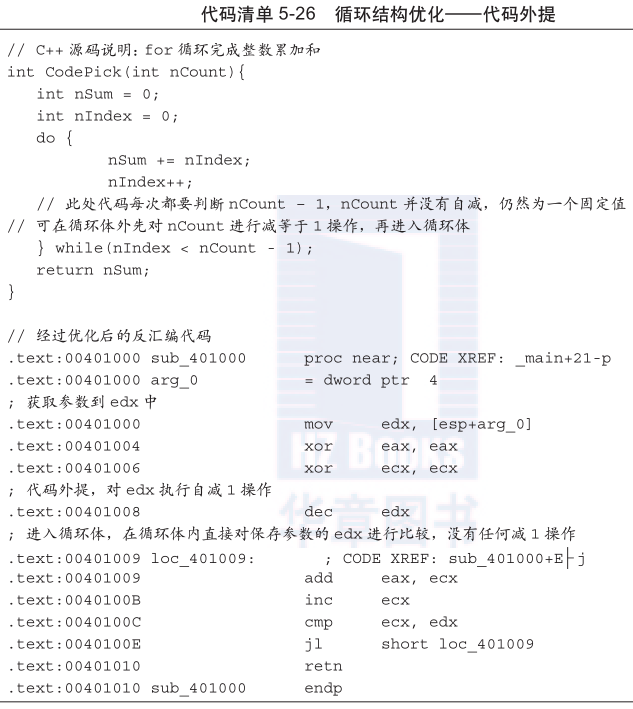 代码清单 5-26 循环结构优化——代码外提
// C++ 源码说明：for 循环完成整数累加和
int CodePick(int nCount){
int nSum = 0;
int nIndex = 0;
do {
nSum += nIndex;
nIndex++;
// 此处代码每次都要判断 nCount - 1，nCount 并没有自减，仍然为一个固定值
// 可在循环体外先对 nCount 进行减等于 1 操作，再进入循环体
} while(nIndex < nCount - 1);
return nSum;
}
// 经过优化后的反汇编代码
.text:00401000 sub_401000 proc near; CODE XREF: _main+21-p
.text:00401000 arg_0 = dword ptr 4
; 获取参数到 edx 中
.text:00401000 mov edx, [esp+arg_0]
.text:00401004 xor eax, eax
.text:00401006 xor ecx, ecx
; 代码外提，对 edx 执行自减 1 操作
.text:00401008 dec edx
; 进入循环体，在循环体内直接对保存参数的 edx 进行比较，没有任何减 1 操作
.text:00401009 loc_401009: ; CODE XREF: sub_401000+E├j
.text:00401009 add eax, ecx
.text:0040100B inc ecx
.text:0040100C cmp ecx, edx
.text:0040100E jl short loc_401009
.text:00401010 retn
.text:00401010 sub_401000 endp
HZ Books
华章图书